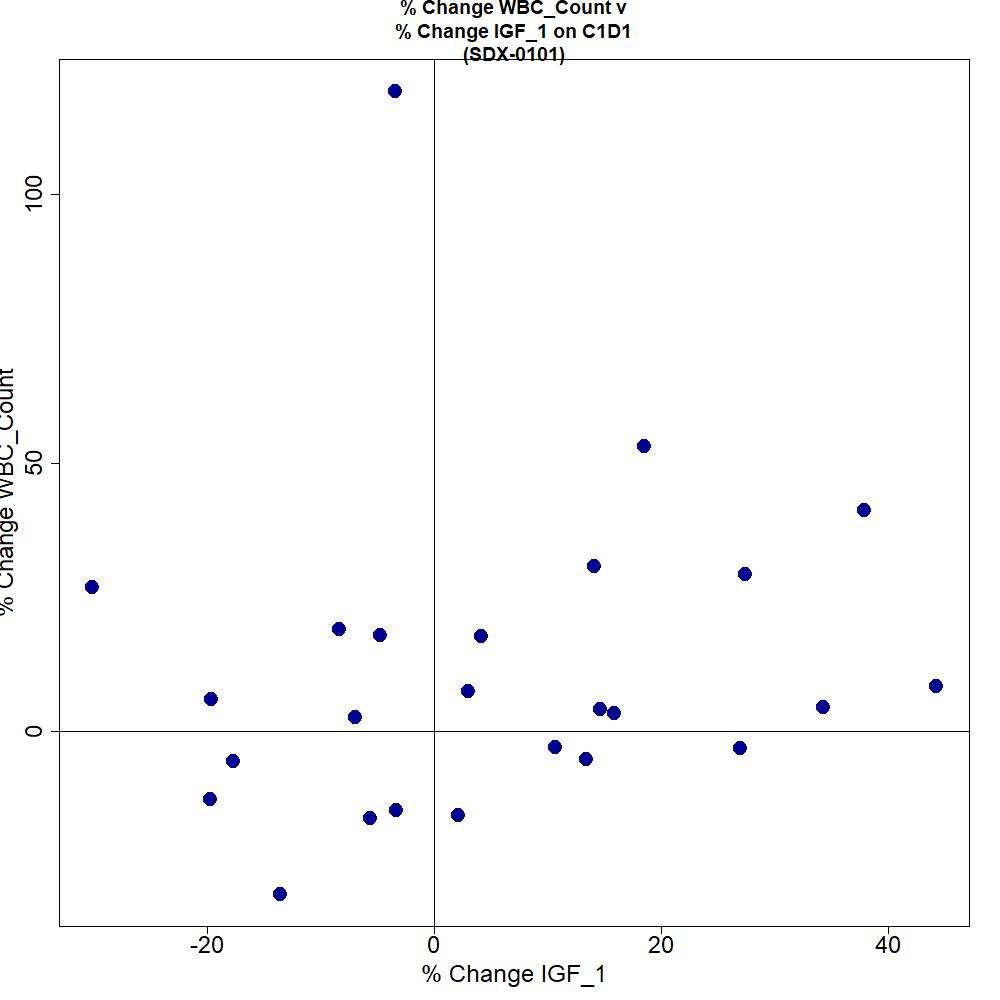 % Change WBC_Count v
% Change IGF_1 on C1D1
(SDX-0101)
100
50
0
% Change WBC_Count
-20
0
20
40
% Change IGF_1